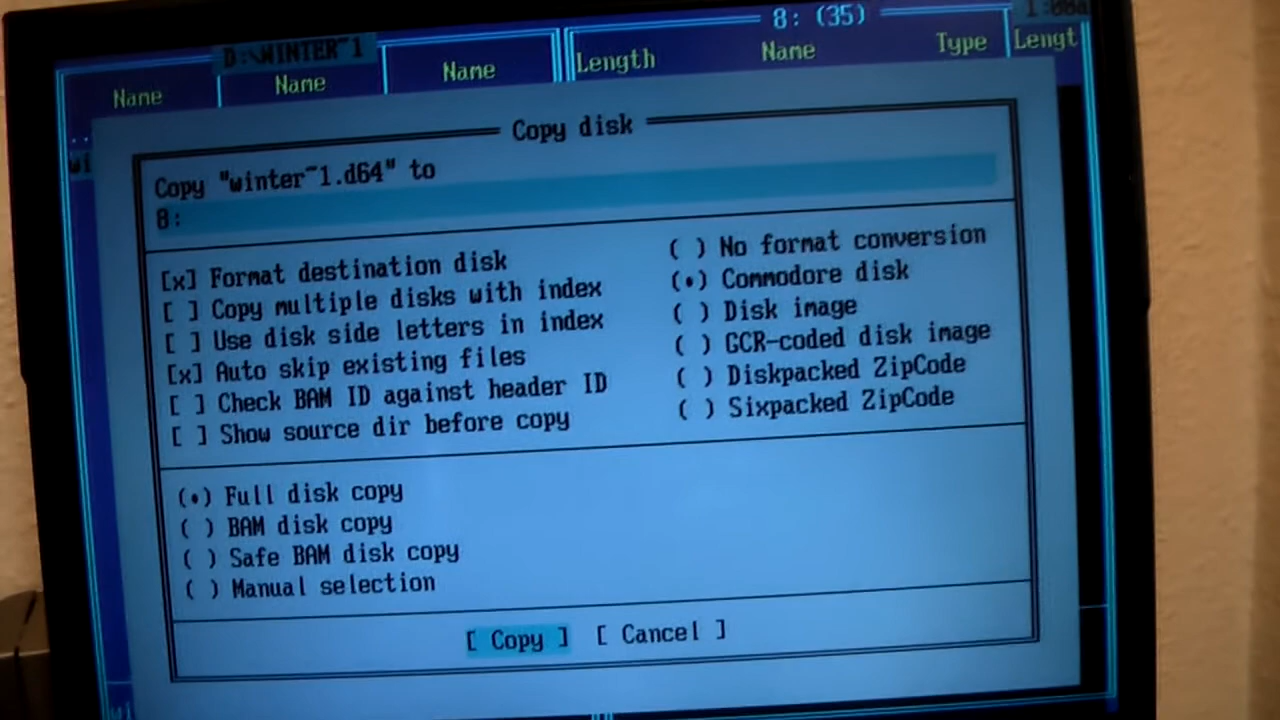 8: (35)
D:\WINTER~1
Name Name Name Length Name Type Lengt
Copy disk
Copy "winter~1.d64" to
8:
[x] Format destination disk
[ ] Copy multiple disks with index
[ ] Use disk side letters in index
[x] Auto skip existing files
[ ] Check BAM ID against header ID
[ ] Show source dir before copy
( ) No format conversion
(•) Commodore disk
( ) Disk image
( ) GCR-coded disk image
( ) Diskpacked ZipCode
( ) Sixpacked ZipCode
(•) Full disk copy
( ) BAM disk copy
( ) Safe BAM disk copy
( ) Manual selection
[ Copy ] [ Cancel ]